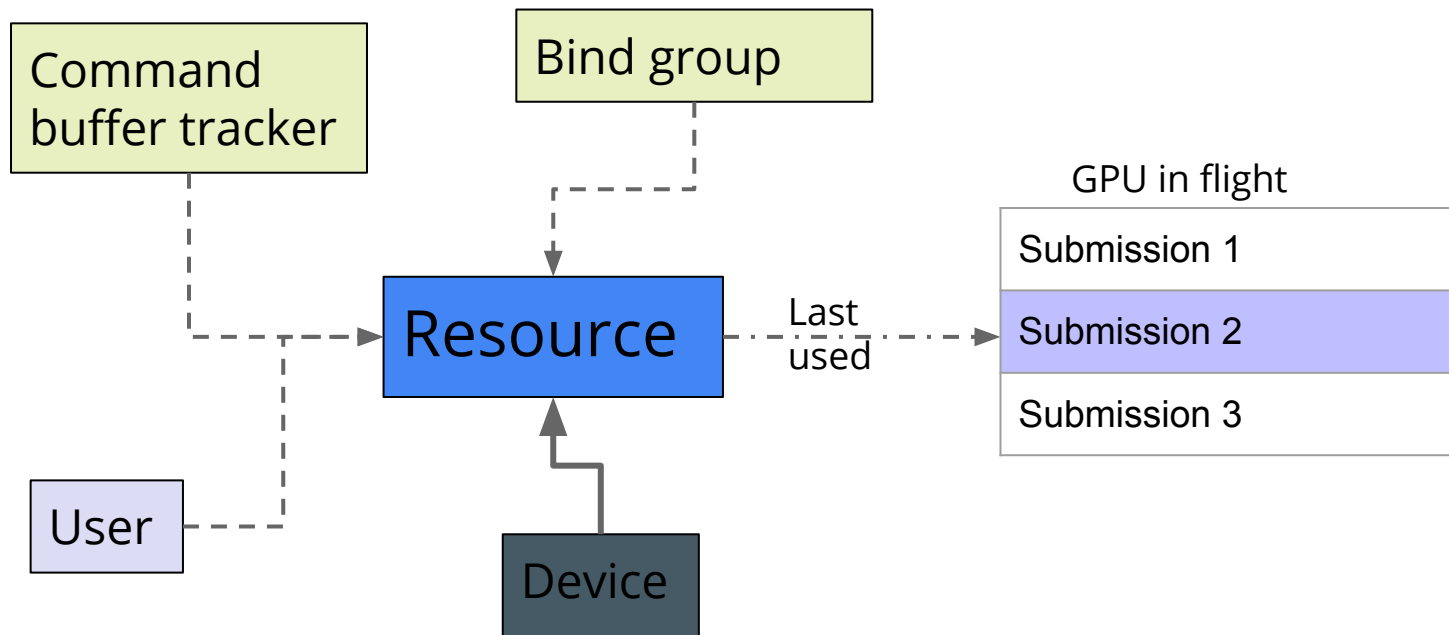 Command
buffer tracker
Bind group
GPU in flight
Submission 1
Submission 2
Submission 3
Resource
Last
used
User
Device